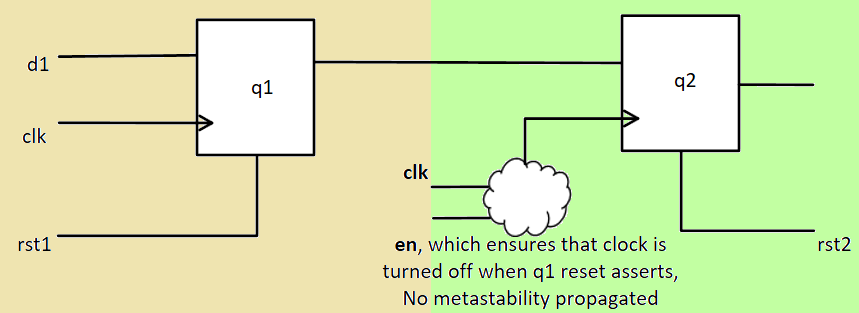 d1
q1
q2
clk
clk
rst1
en, which ensures that clock is
turned off when q1 reset asserts,
No metastability propagated
rst2